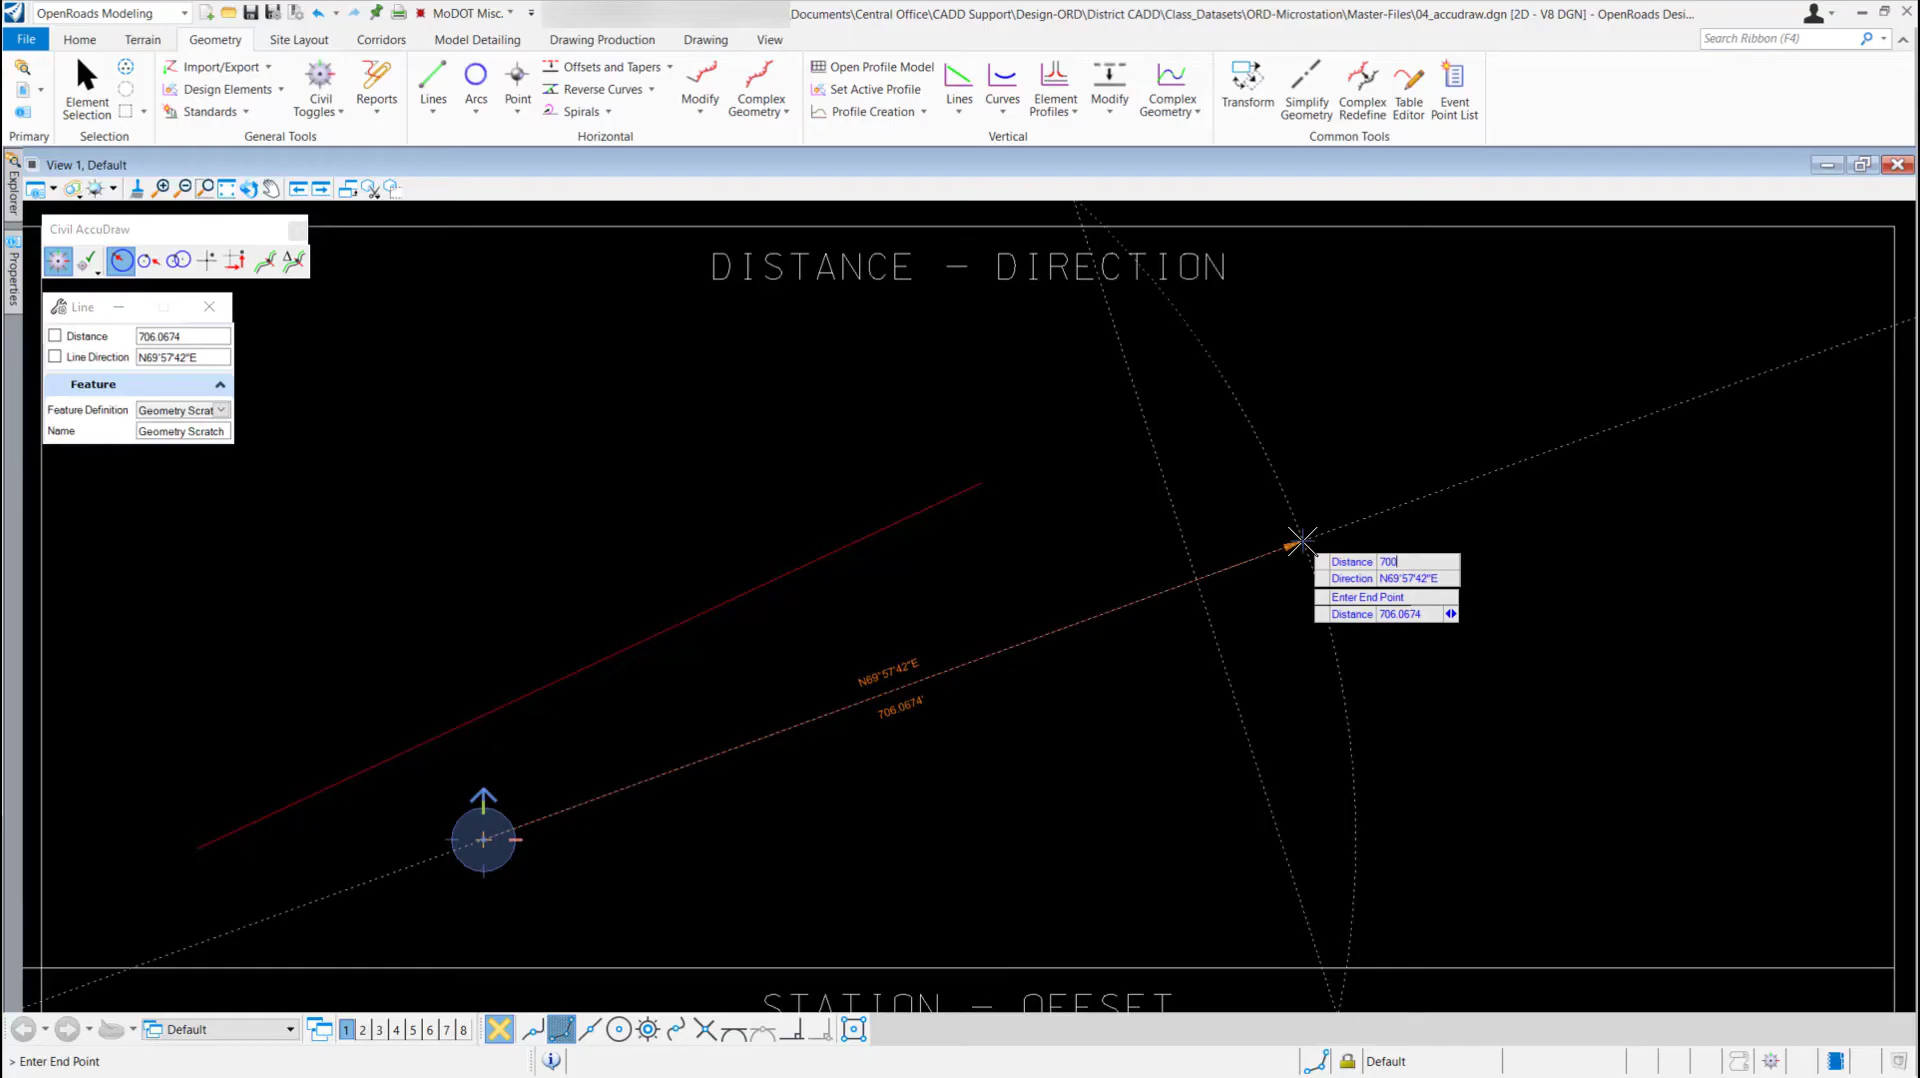 OpenRoads Modeling
MoDOT Misc.
Documents\Central Office\CADD Support\Design-ORD\District CADD\Class_Datasets\ORD-Microstation\Master-Files\04_accudraw.dgn [2D - V8 DGN] - OpenRoads Desi...
File Home Terrain Geometry Site Layout Corridors Model Detailing Drawing Production Drawing View
Search Ribbon (F4)
Element Selection
Primary
Selection
Import/Export
Design Elements
Standards
Civil Toggles
Reports
General Tools
Lines
Arcs
Point
Offsets and Tapers
Reverse Curves
Spirals
Modify
Complex Geometry
Horizontal
Open Profile Model
Set Active Profile
Profile Creation
Lines
Curves
Element Profiles
Modify
Complex Geometry
Vertical
Transform
Simplify Geometry
Complex Redefine
Table Editor
Event Point List
Common Tools
Explorer
Properties
View 1, Default
Civil AccuDraw
Line
Distance 706.0674
Line Direction N69°57'42"E
Feature
Feature Definition Geometry Scrat
Name Geometry Scratch
DISTANCE - DIRECTION
Distance 700
Direction N69°57'42"E
Enter End Point
Distance 706.0674
N69°57'42"E
706.0674'
STATION - OFFSET
Default
1 2 3 4 5 6 7 8
> Enter End Point
Default